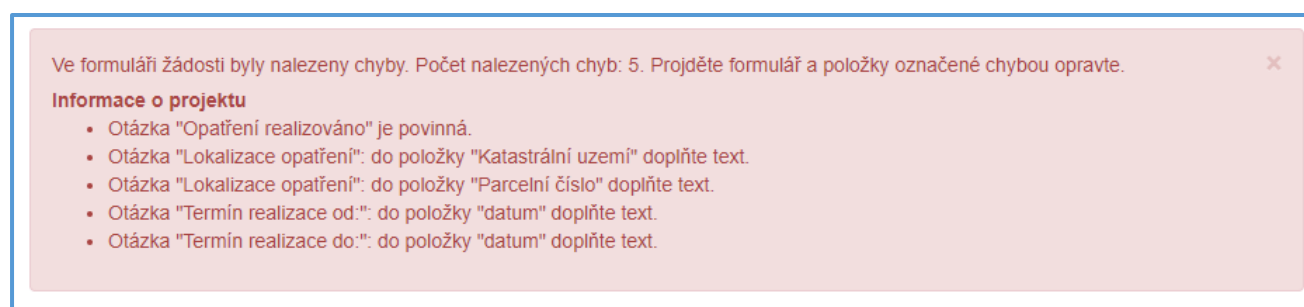 Ve formuláři žádosti byly nalezeny chyby. Počet nalezených chyb: 5. Projděte formulář a položky označené chybou opravte. ×
Informace o projektu
• Otázka "Opatření realizováno" je povinná.
• Otázka "Lokalizace opatření": do položky "Katastrální uzemí" doplňte text.
• Otázka "Lokalizace opatření": do položky "Parcelní číslo" doplňte text.
• Otázka "Termín realizace od:": do položky "datum" doplňte text.
• Otázka "Termín realizace do:": do položky "datum" doplňte text.